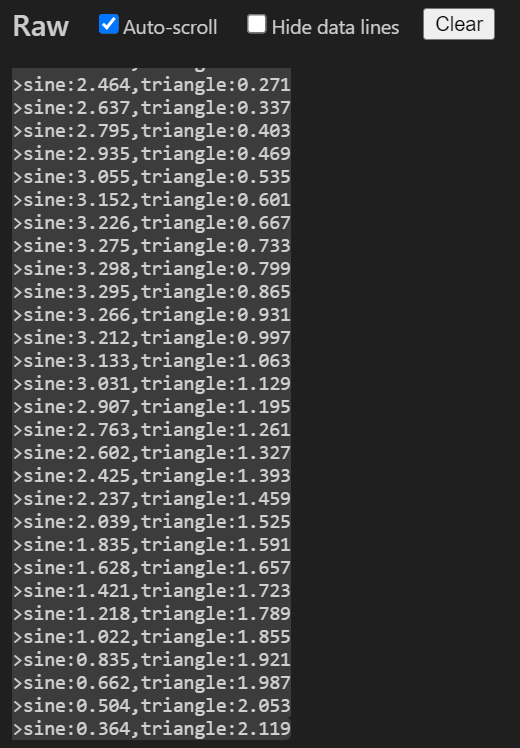 Raw Auto-scroll Hide data lines Clear
>sine:2.464,triangle:0.271
>sine:2.637,triangle:0.337
>sine:2.795,triangle:0.403
>sine:2.935,triangle:0.469
>sine:3.055,triangle:0.535
>sine:3.152,triangle:0.601
>sine:3.226,triangle:0.667
>sine:3.275,triangle:0.733
>sine:3.298,triangle:0.799
>sine:3.295,triangle:0.865
>sine:3.266,triangle:0.931
>sine:3.212,triangle:0.997
>sine:3.133,triangle:1.063
>sine:3.031,triangle:1.129
>sine:2.907,triangle:1.195
>sine:2.763,triangle:1.261
>sine:2.602,triangle:1.327
>sine:2.425,triangle:1.393
>sine:2.237,triangle:1.459
>sine:2.039,triangle:1.525
>sine:1.835,triangle:1.591
>sine:1.628,triangle:1.657
>sine:1.421,triangle:1.723
>sine:1.218,triangle:1.789
>sine:1.022,triangle:1.855
>sine:0.835,triangle:1.921
>sine:0.662,triangle:1.987
>sine:0.504,triangle:2.053
>sine:0.364,triangle:2.119